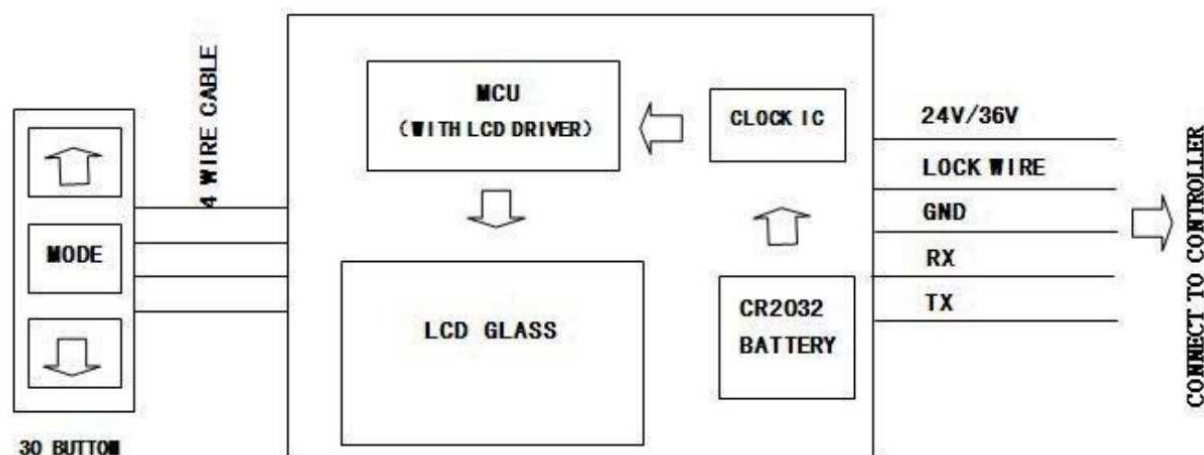 4 WIRE CABLE
MODE
30 BUTTON
MCU
(WITH LCD DRIVER)
CLOCK IC
LCD GLASS
CR2032
BATTERY
24V/36V
LOCK WIRE
GND
RX
TX
CONNECT TO CONTROLLER